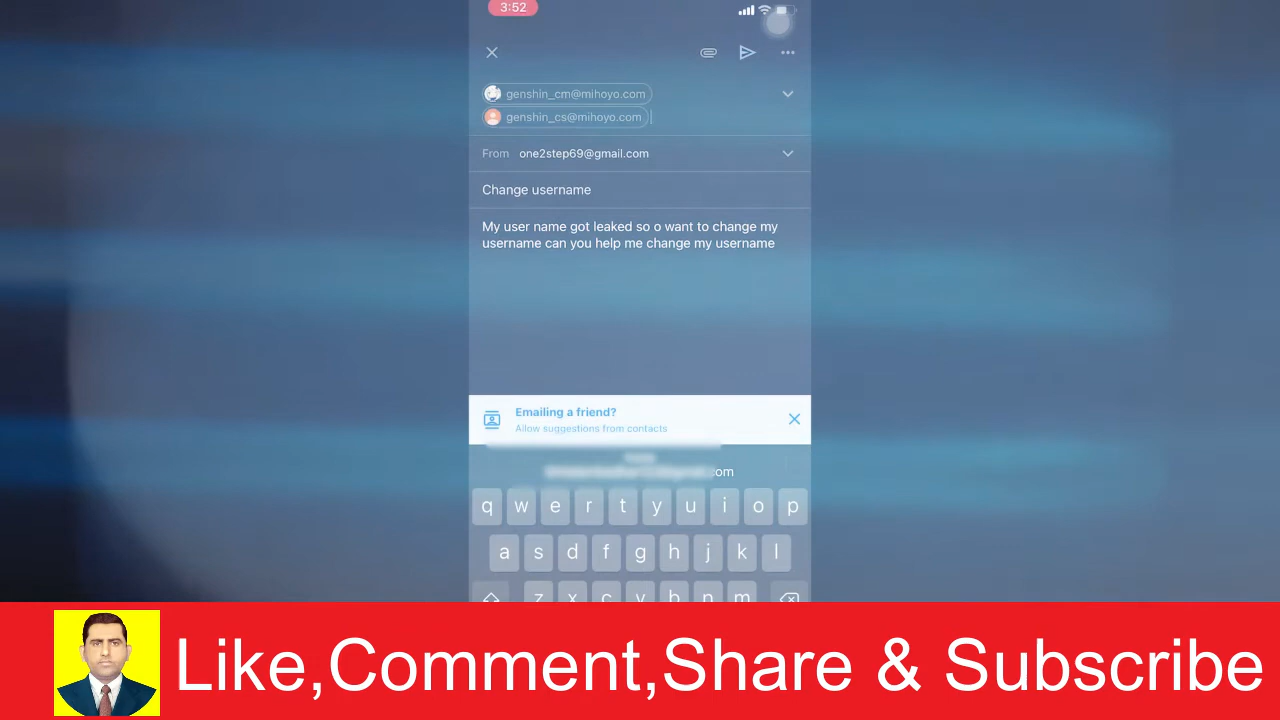 3:52
genshin_cm@mihoyo.com
genshin_cs@mihoyo.com
From one2step69@gmail.com
Change username
My user name got leaked so o want to change my
username can you help me change my username
Emailing a friend?
Allow suggestions from contacts
om
q w e r t y u i o p
a s d f g h j k l
z x c v b n m
Like,Comment,Share & Subscribe